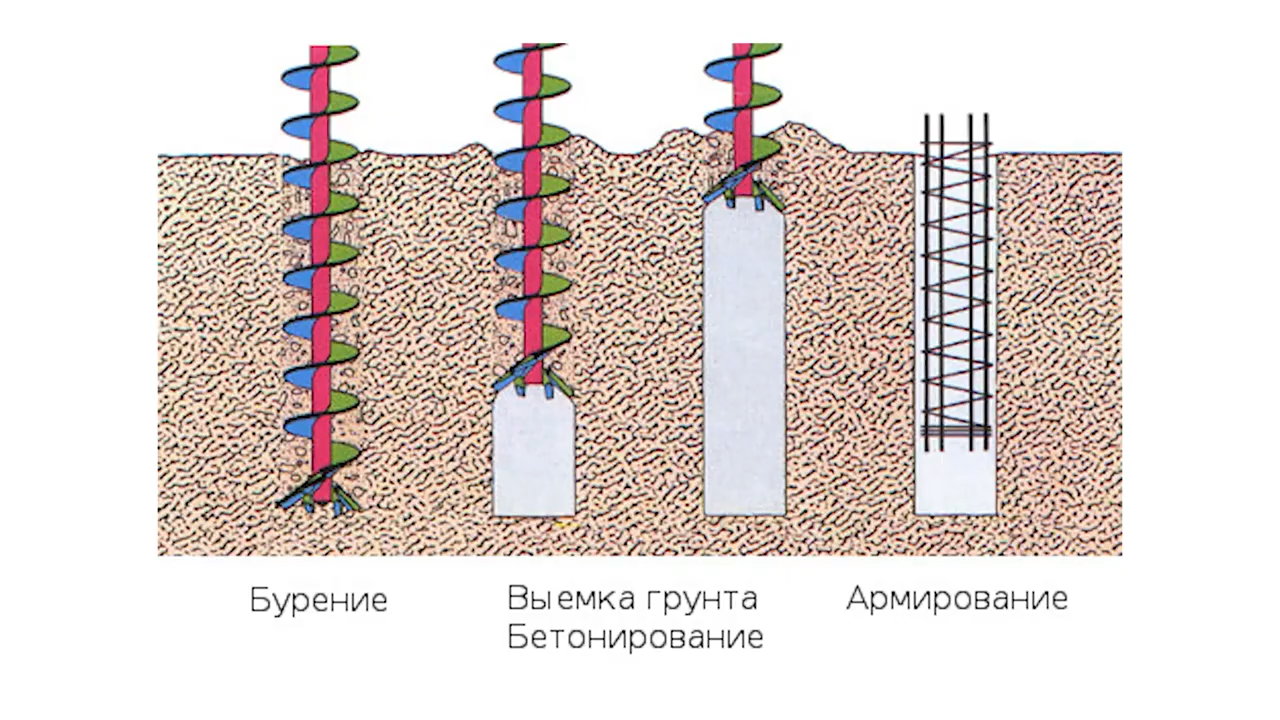 Бурение
Выемка грунта
Бетонирование
Армирование